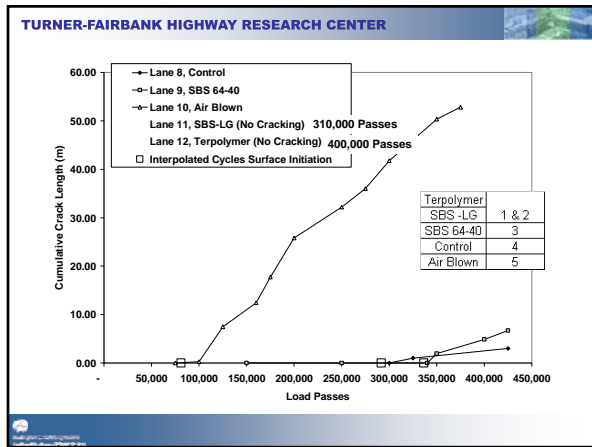 TURNER-FAIRBANK HIGHWAY RESEARCH CENTER
60.00
50.00
40.00
30.00
20.00
10.00
0.00
Cumulative Crack Length (m)
Lane 8, Control
Lane 9, SBS 64-40
Lane 10, Air Blown
Lane 11, SBS-LG (No Cracking) 310,000 Passes
Lane 12, Terpolymer (No Cracking) 400,000 Passes
Interpolated Cycles Surface Initiation
Terpolymer
SBS -LG 1 & 2
SBS 64-40 3
Control 4
Air Blown 5
- 50,000 100,000 150,000 200,000 250,000 300,000 350,000 400,000 450,000
Load Passes